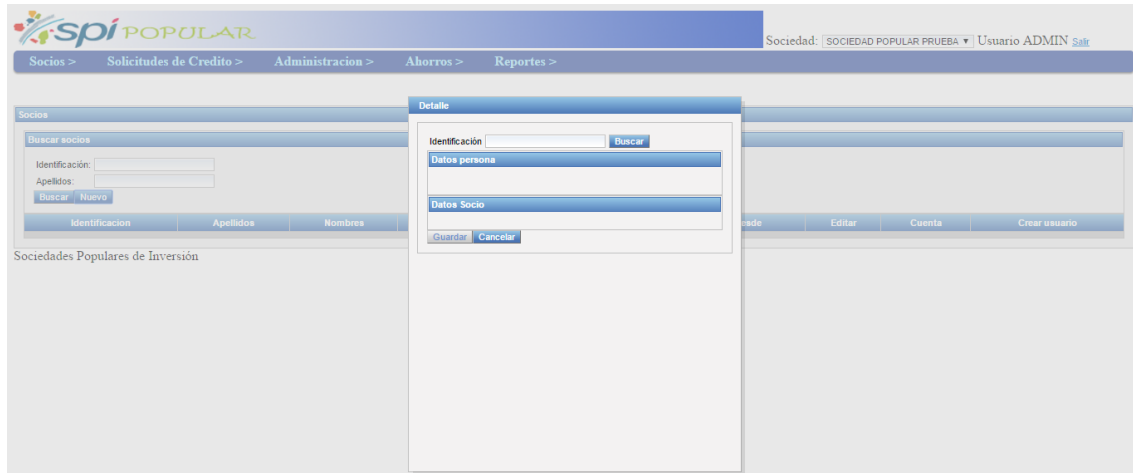 spi POPULAR
Sociedad: SOCIEDAD POPULAR PRUEBA Usuario ADMIN Salir
Socios > Solicitudes de Credito > Administracion > Ahorros > Reportes >
Socios
Buscar socios
Identificación:
Apellidos:
Buscar Nuevo
Identificacion Apellidos Nombres esde Editar Cuenta Crear usuario
Sociedades Populares de Inversión
Detalle
Identificación Buscar
Datos persona
Datos Socio
Guardar Cancelar